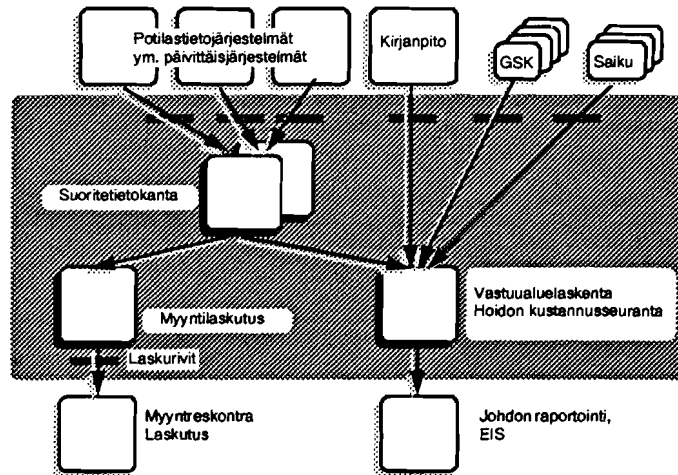 Potilastietojärjestelmät
ym. päivittäisjärjestelmät
Kirjanpito
GSK
Saiku
Suoritetietokanta
Vastuualuelaskenta
Hoidon kustannusseuranta
Myyntilaskutus
Laskurivit
Myyntreskontra
Laskutus
Johdon raportointi,
EIS